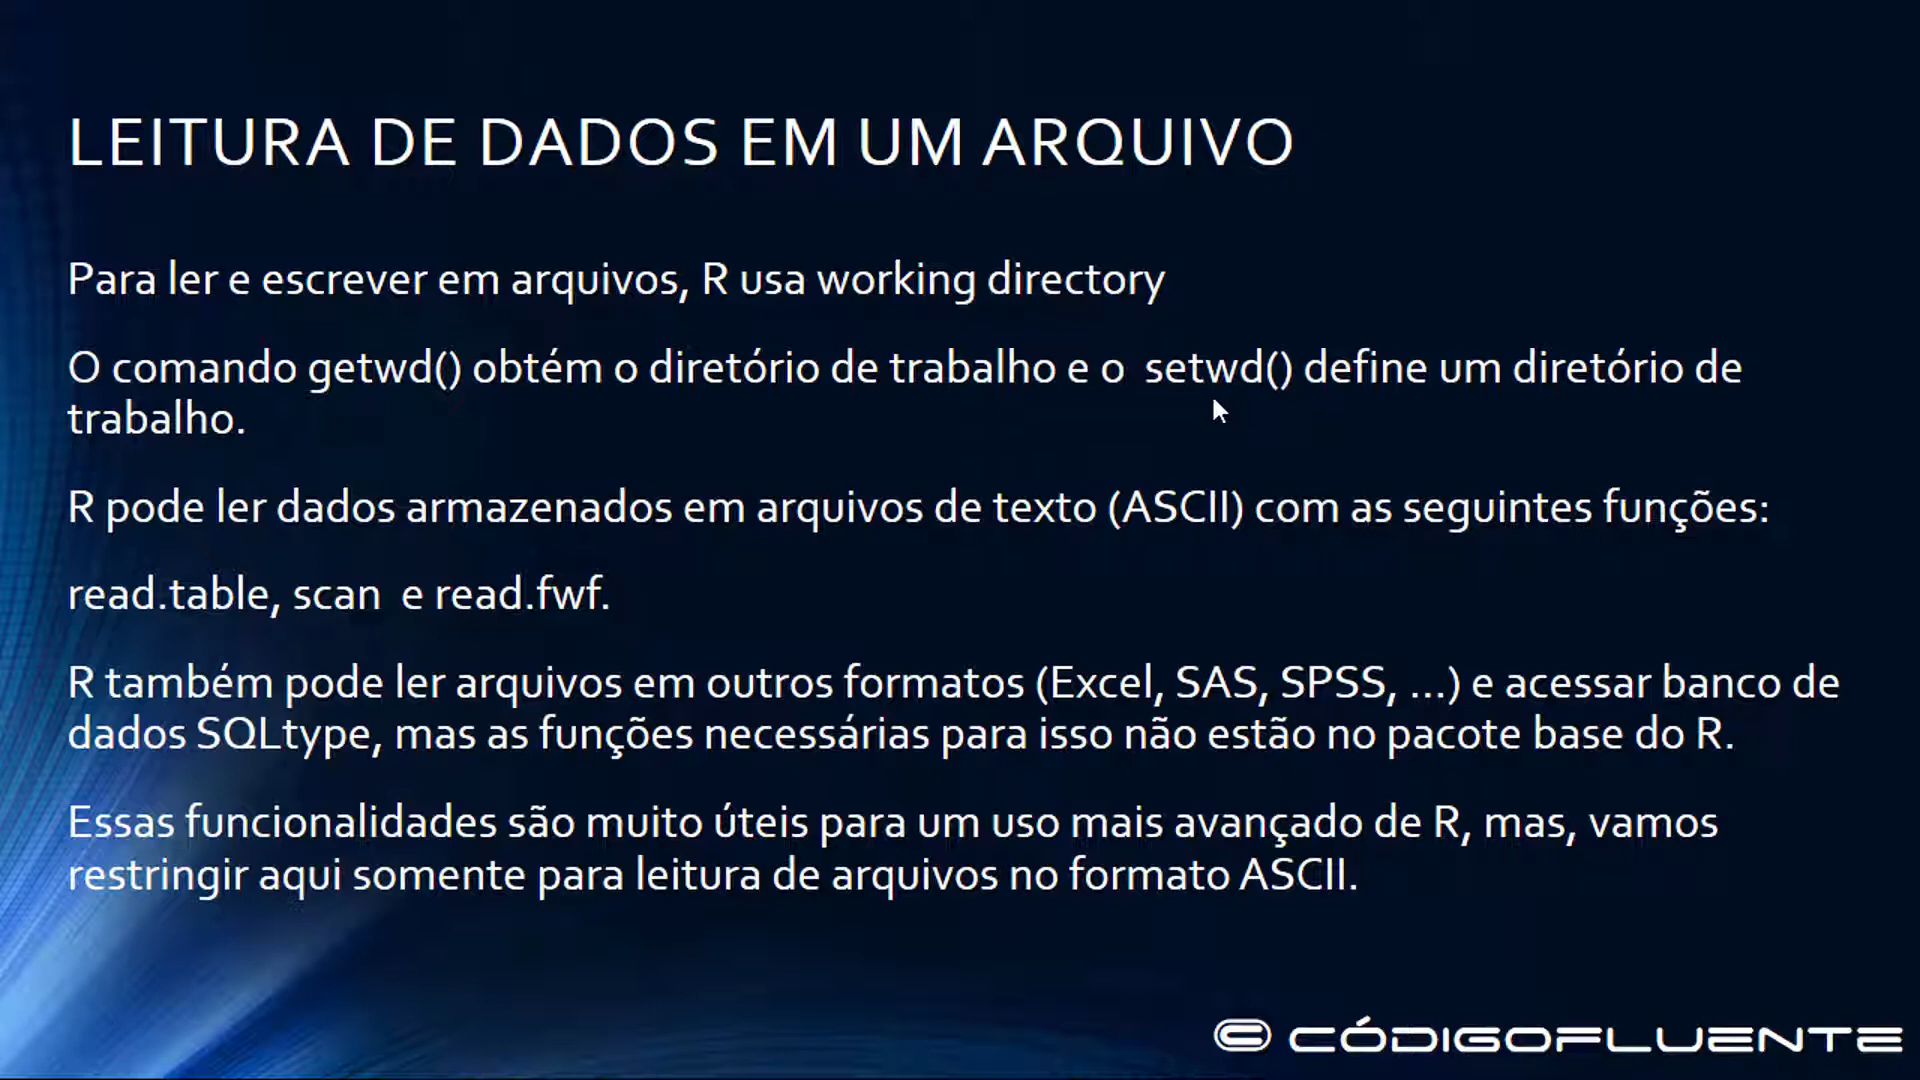 LEITURA DE DADOS EM UM ARQUIVO
Para ler e escrever em arquivos, R usa working directory
O comando getwd() obtém o diretório de trabalho e o  setwd() define um diretório de
trabalho.
R pode ler dados armazenados em arquivos de texto (ASCII) com as seguintes funções:
read.table, scan  e read.fwf.
R também pode ler arquivos em outros formatos (Excel, SAS, SPSS, ...) e acessar banco de
dados SQLtype, mas as funções necessárias para isso não estão no pacote base do R.
Essas funcionalidades são muito úteis para um uso mais avançado de R, mas, vamos
restringir aqui somente para leitura de arquivos no formato ASCII.
CÓDIGOFLUENTE